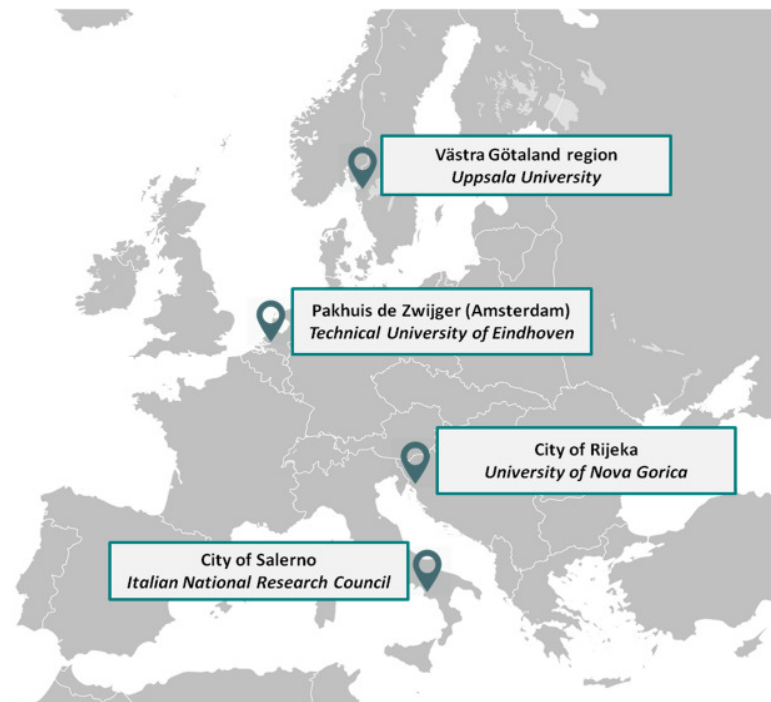 Västra Götaland region
Uppsala University
Pakhuis de Zwijger (Amsterdam)
Technical University of Eindhoven
City of Rijeka
University of Nova Gorica
City of Salerno
Italian National Research Council